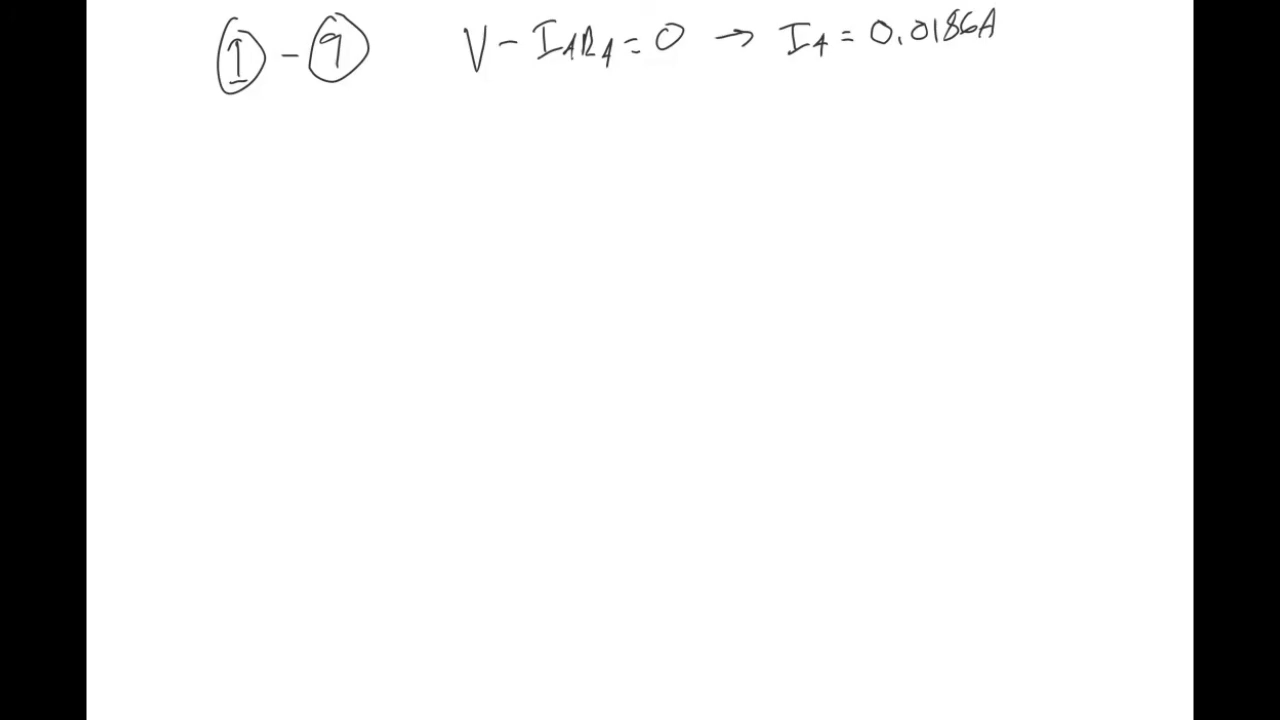 ① - ⑨ V - I₄R₄ = 0 → I₄ = 0.0186A